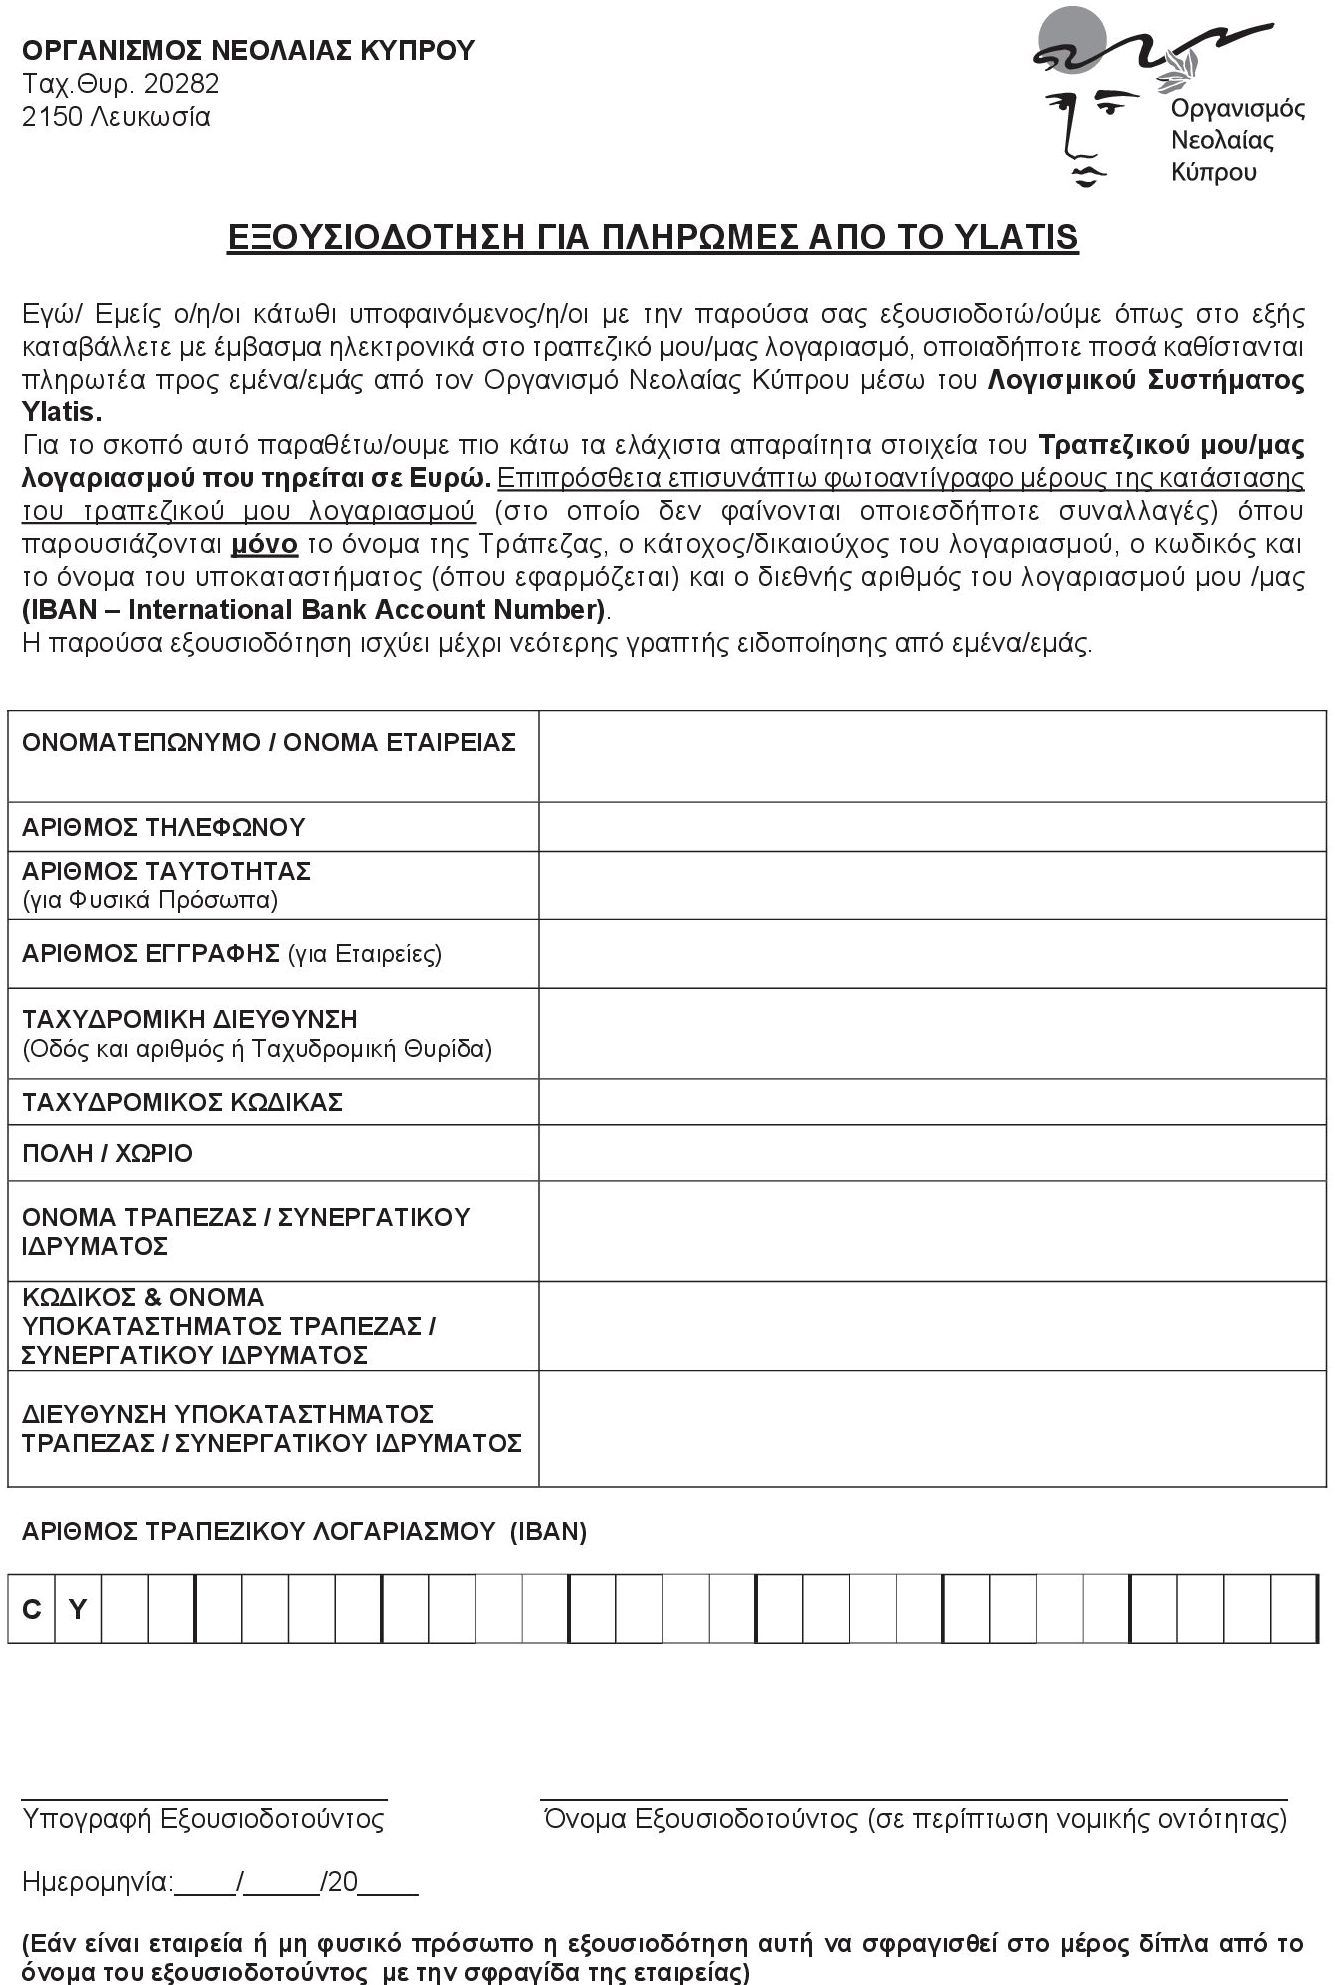 ΟΡΓΑΝΙΣΜΟΣ ΝΕΟΛΑΙΑΣ ΚΥΠΡΟΥ
Ταχ.Θυρ. 20282
2150 Λευκωσία
Οργανισμός
Νεολαίας
Κύπρου
ΕΞΟΥΣΙΟΔΟΤΗΣΗ ΓΙΑ ΠΛΗΡΩΜΕΣ ΑΠΟ ΤΟ YLATIS
Εγώ/ Εμείς ο/η/οι κάτωθι υποφαινόμενος/η/οι με την παρούσα σας εξουσιοδοτώ/ούμε όπως στο εξής
καταβάλλετε με έμβασμα ηλεκτρονικά στο τραπεζικό μου/μας λογαριασμό, οποιαδήποτε ποσά καθίστανται
πληρωτέα προς εμένα/εμάς από τον Οργανισμό Νεολαίας Κύπρου μέσω του Λογισμικού Συστήματος
Ylatis.
Για το σκοπό αυτό παραθέτω/ουμε πιο κάτω τα ελάχιστα απαραίτητα στοιχεία του Τραπεζικού μου/μας
λογαριασμού που τηρείται σε Ευρώ. Επιπρόσθετα επισυνάπτω φωτοαντίγραφο μέρους της κατάστασης
του τραπεζικού μου λογαριασμού (στο οποίο δεν φαίνονται οποιεσδήποτε συναλλαγές) όπου
παρουσιάζονται μόνο το όνομα της Τράπεζας, ο κάτοχος/δικαιούχος του λογαριασμού, ο κωδικός και
το όνομα του υποκαταστήματος (όπου εφαρμόζεται) και ο διεθνής αριθμός του λογαριασμού μου /μας
(IBAN – International Bank Account Number).
Η παρούσα εξουσιοδότηση ισχύει μέχρι νεότερης γραπτής ειδοποίησης από εμένα/εμάς.
ΟΝΟΜΑΤΕΠΩΝΥΜΟ / ΟΝΟΜΑ ΕΤΑΙΡΕΙΑΣ
ΑΡΙΘΜΟΣ ΤΗΛΕΦΩΝΟΥ
ΑΡΙΘΜΟΣ ΤΑΥΤΟΤΗΤΑΣ
(για Φυσικά Πρόσωπα)
ΑΡΙΘΜΟΣ ΕΓΓΡΑΦΗΣ (για Εταιρείες)
ΤΑΧΥΔΡΟΜΙΚΗ ΔΙΕΥΘΥΝΣΗ
(Οδός και αριθμός ή Ταχυδρομική Θυρίδα)
ΤΑΧΥΔΡΟΜΙΚΟΣ ΚΩΔΙΚΑΣ
ΠΟΛΗ / ΧΩΡΙΟ
ΟΝΟΜΑ ΤΡΑΠΕΖΑΣ / ΣΥΝΕΡΓΑΤΙΚΟΥ
ΙΔΡΥΜΑΤΟΣ
ΚΩΔΙΚΟΣ & ΟΝΟΜΑ
ΥΠΟΚΑΤΑΣΤΗΜΑΤΟΣ ΤΡΑΠΕΖΑΣ /
ΣΥΝΕΡΓΑΤΙΚΟΥ ΙΔΡΥΜΑΤΟΣ
ΔΙΕΥΘΥΝΣΗ ΥΠΟΚΑΤΑΣΤΗΜΑΤΟΣ
ΤΡΑΠΕΖΑΣ / ΣΥΝΕΡΓΑΤΙΚΟΥ ΙΔΡΥΜΑΤΟΣ
ΑΡΙΘΜΟΣ ΤΡΑΠΕΖΙΚΟΥ ΛΟΓΑΡΙΑΣΜΟΥ (IBAN)
C Y
Υπογραφή Εξουσιοδοτούντος
Όνομα Εξουσιοδοτούντος (σε περίπτωση νομικής οντότητας)
Ημερομηνία:____/_____/20____
(Εάν είναι εταιρεία ή μη φυσικό πρόσωπο η εξουσιοδότηση αυτή να σφραγισθεί στο μέρος δίπλα από το
όνομα του εξουσιοδοτούντος με την σφραγίδα της εταιρείας)